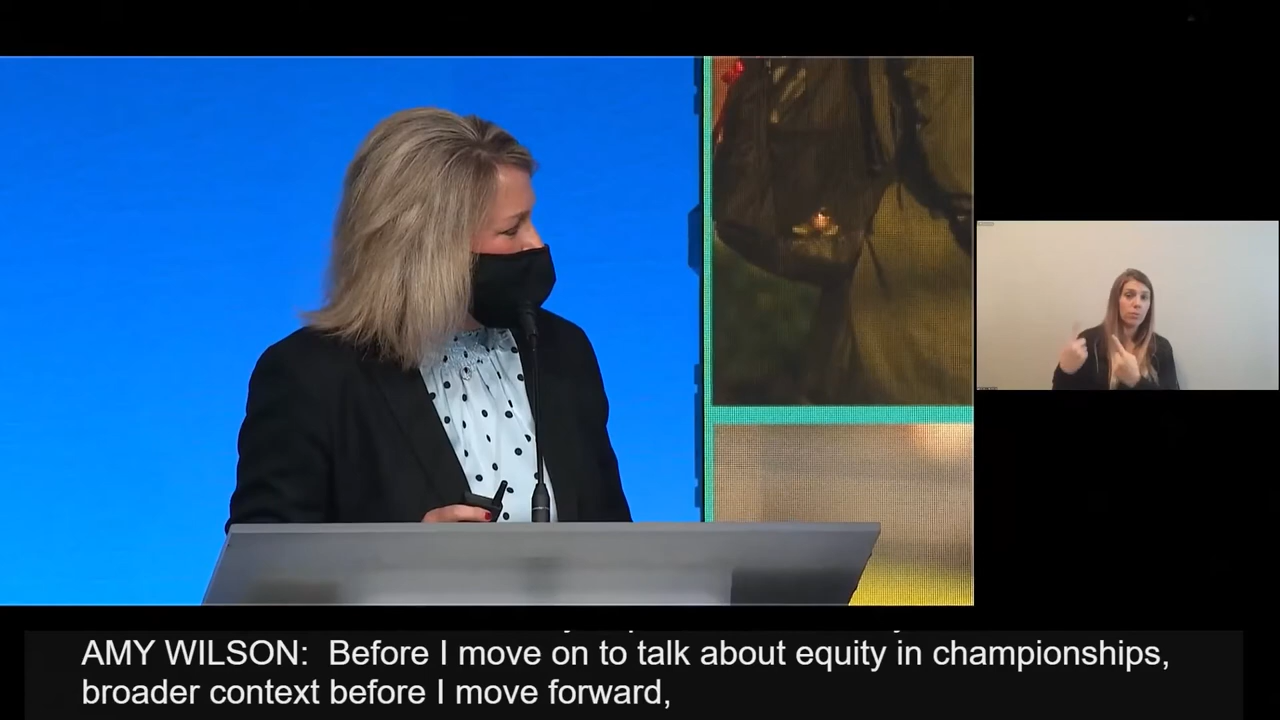 AMY WILSON:  Before I move on to talk about equity in championships,
broader context before I move forward,